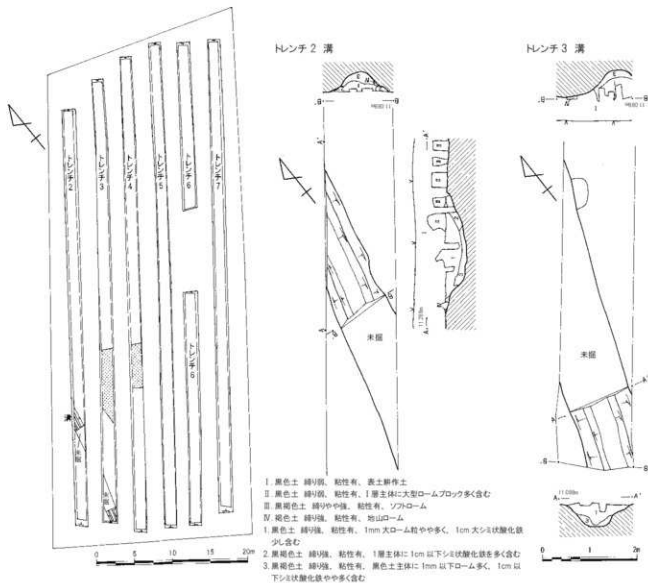 トレンチ 2 溝
トレンチ 3 溝
トレンチ 2
トレンチ 3
トレンチ 4
トレンチ 5
トレンチ 6
トレンチ 7
トレンチ 6
溝
未掘
未掘
0 5 10 15 20m
未掘
未掘
Ⅰ. 黒色土 締り弱、 粘性有、 表土耕作土
Ⅱ. 黒色土 締り弱、 粘性有、Ⅰ層主体に大型ロームブロック多く含む
Ⅲ. 黒褐色土 締りやや強、 粘性有、 ソフトローム
Ⅳ. 褐色土 締り強、 粘性有、 地山ローム
1. 黒色土 締り強、 粘性有、 1mm 大ローム粒やや多く、 1cm 大シミ状酸化鉄
少し含む
2. 黒褐色土 締り強、 粘性有、 1層主体に 1cm 以下シミ状酸化鉄を多く含む
3. 黒褐色土 締り強、 粘性有、 黒色土主体に 1mm 以下ローム多く、 1cm 以
下シミ状酸化鉄やや多く含む
0 1 2m